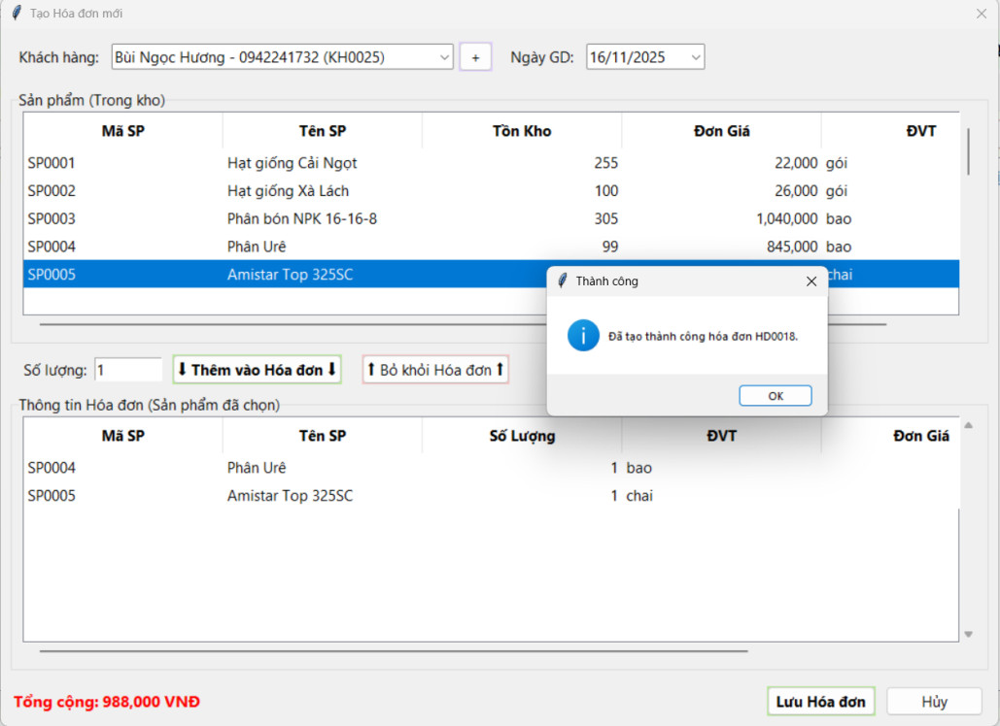 Tạo Hóa đơn mới
Khách hàng: Bùi Ngọc Hương - 0942241732 (KH0025) + Ngày GD: 16/11/2025
Sản phẩm (Trong kho)
Mã SP Tên SP Tồn Kho Đơn Giá ĐVT
SP0001 Hạt giống Cải Ngọt 255 22,000 gói
SP0002 Hạt giống Xà Lách 100 26,000 gói
SP0003 Phân bón NPK 16-16-8 305 1,040,000 bao
SP0004 Phân Urê 99 845,000 bao
SP0005 Amistar Top 325SC chai
Thành công
Đã tạo thành công hóa đơn HD0018.
OK
Số lượng: 1 ⬇ Thêm vào Hóa đơn ⬇ ⬆ Bỏ khỏi Hóa đơn ⬆
Thông tin Hóa đơn (Sản phẩm đã chọn)
Mã SP Tên SP Số Lượng ĐVT Đơn Giá
SP0004 Phân Urê 1 bao
SP0005 Amistar Top 325SC 1 chai
Tổng cộng: 988,000 VNĐ Lưu Hóa đơn Hủy